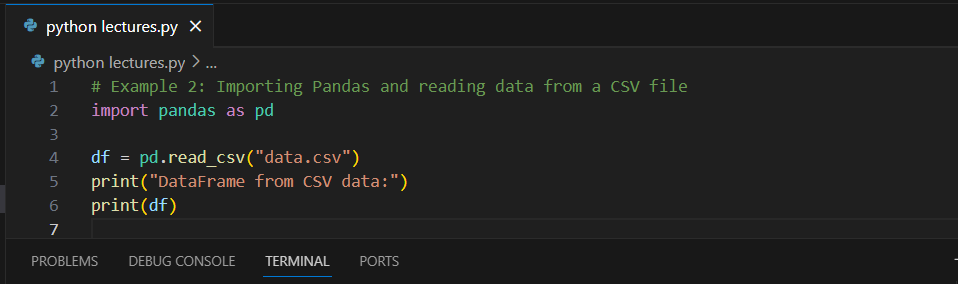 python lectures.py ×
python lectures.py > ...
1 # Example 2: Importing Pandas and reading data from a CSV file
2 import pandas as pd
3
4 df = pd.read_csv("data.csv")
5 print("DataFrame from CSV data:")
6 print(df)
7
PROBLEMS DEBUG CONSOLE TERMINAL PORTS